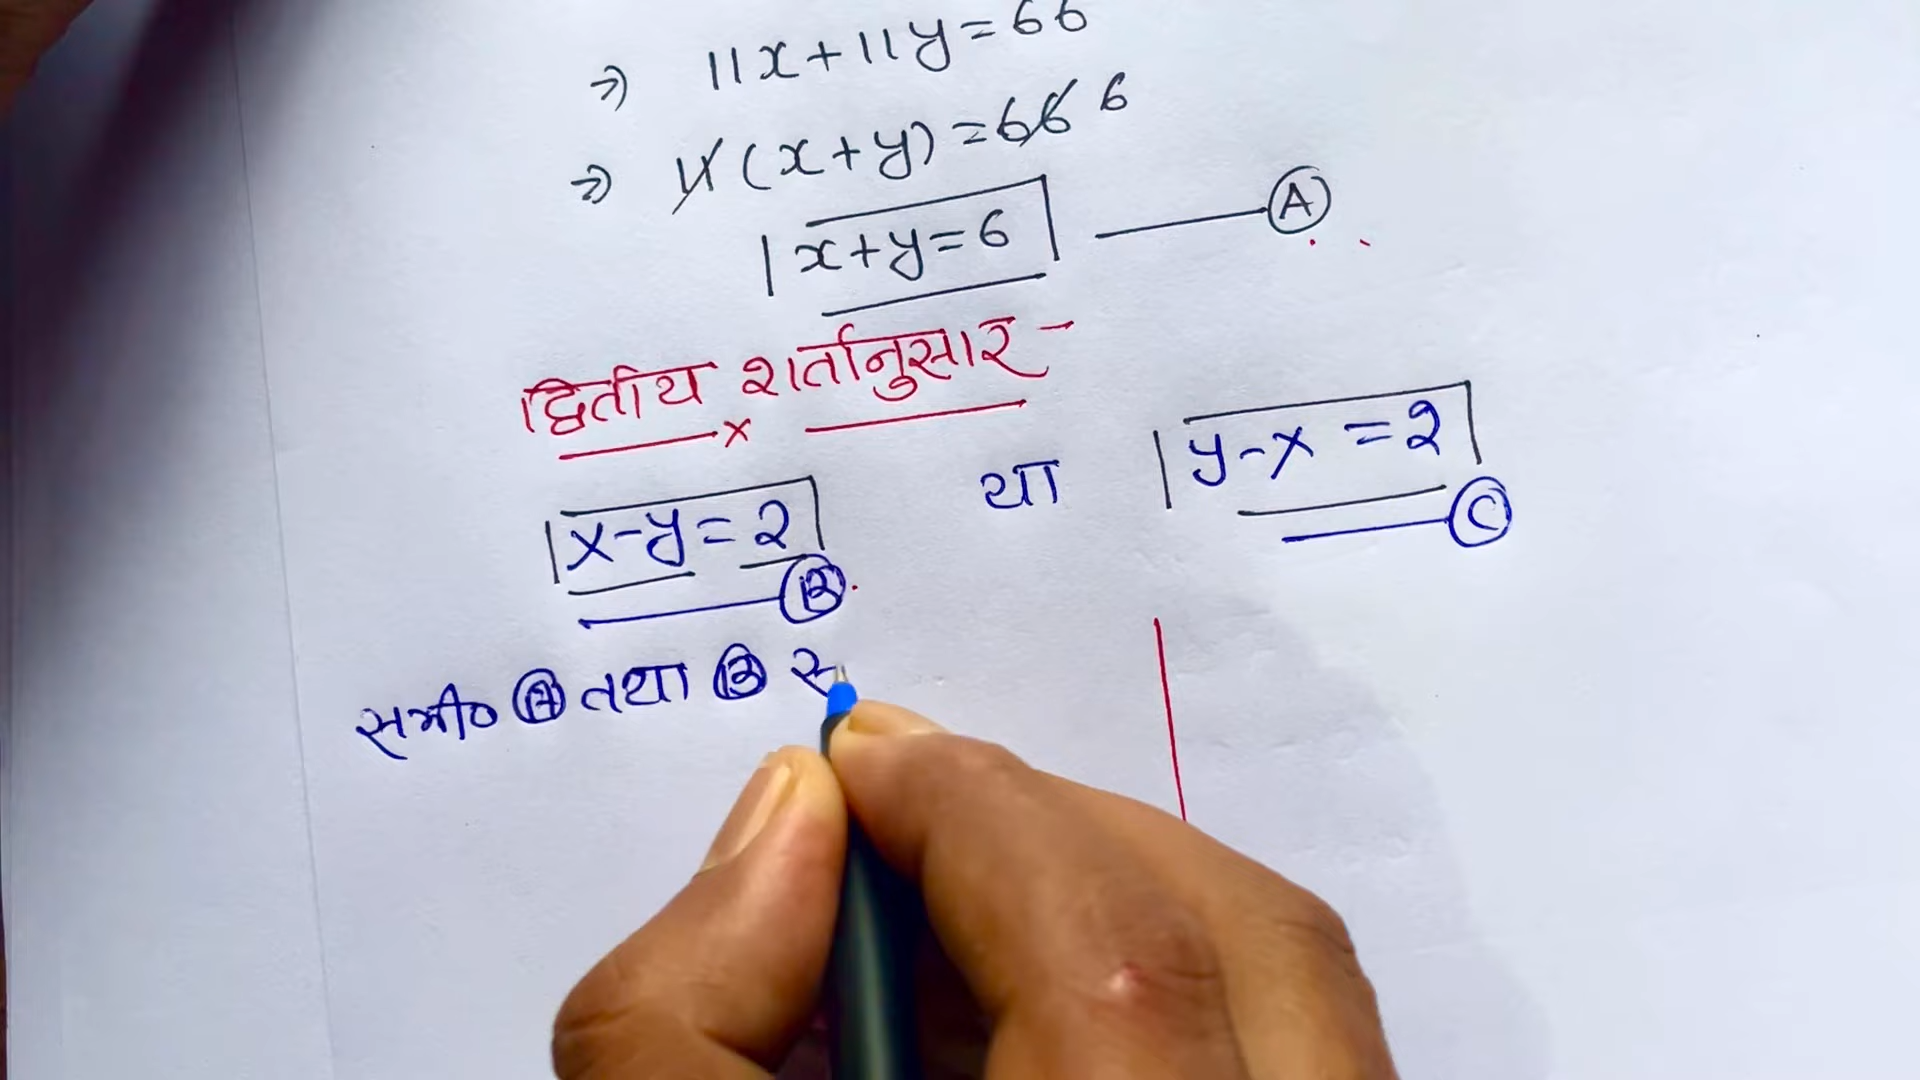 ⇒ 11x+11y=66
⇒ 11(x+y)=66 6
x+y=6 A
द्वितीय शर्तानुसार -
x
x-y=2 या y-x=2
B C
समी० A तथा B स